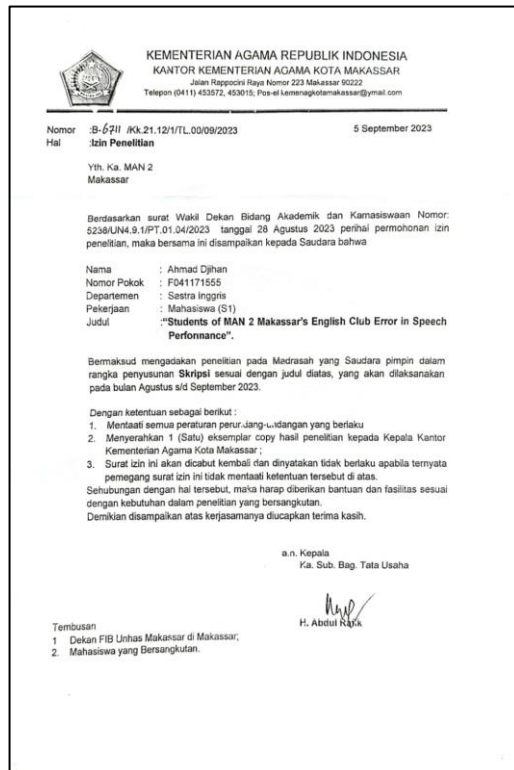 KEMENTERIAN AGAMA REPUBLIK INDONESIA
KANTOR KEMENTERIAN AGAMA KOTA MAKASSAR
Jalan Rappocini Raya Nomor 223 Makassar 90222
Telepon (0411) 453572, 453015; Pos-el kemenagkotamakassar@ymail.com
Nomor :B-6711 /Kk.21.12/1/TL.00/09/2023 5 September 2023
Hal :Izin Penelitian
Yth. Ka. MAN 2
Makassar
Berdasarkan surat Wakil Dekan Bidang Akademik dan Kamasiswaan Nomor:
5238/UN4.9.1/PT.01.04/2023 tanggal 28 Agustus 2023 perihal permohonan izin
penelitian, maka bersama ini disampaikan kepada Saudara bahwa
Nama : Ahmad Djihan
Nomor Pokok : F041171555
Departemen : Sastra Inggris
Pekerjaan : Mahasiswa (S1)
Judul :"Students of MAN 2 Makassar's English Club Error in Speech
Perfonnance".
Bermaksud mengadakan penelitian pada Madrasah yang Saudara pimpin dalam
rangka penyusunan Skripsi sesuai dengan judul diatas, yang akan dilaksanakan
pada bulan Agustus s/d September 2023.
Dengan ketentuan sebagai berikut :
1. Mentaati semua peraturan perundang-undangan yang berlaku
2. Menyerahkan 1 (Satu) eksemplar copy hasil penelitian kepada Kepala Kantor
Kementerian Agama Kota Makassar ;
3. Surat izin ini akan dicabut kembali dan dinyatakan tidak berlaku apabila ternyata
pemegang surat izin ini tidak mentaati ketentuan tersebut di atas.
Sehubungan dengan hal tersebut, maka harap diberikan bantuan dan fasilitas sesuai
dengan kebutuhan dalam penelitian yang bersangkutan.
Demikian disampaikan atas kerjasamanya diucapkan terima kasih.
a.n. Kepala
Ka. Sub. Bag. Tata Usaha
H. Abdul
Tembusan
1 Dekan FIB Unhas Makassar di Makassar;
2. Mahasiswa yang Bersangkutan.